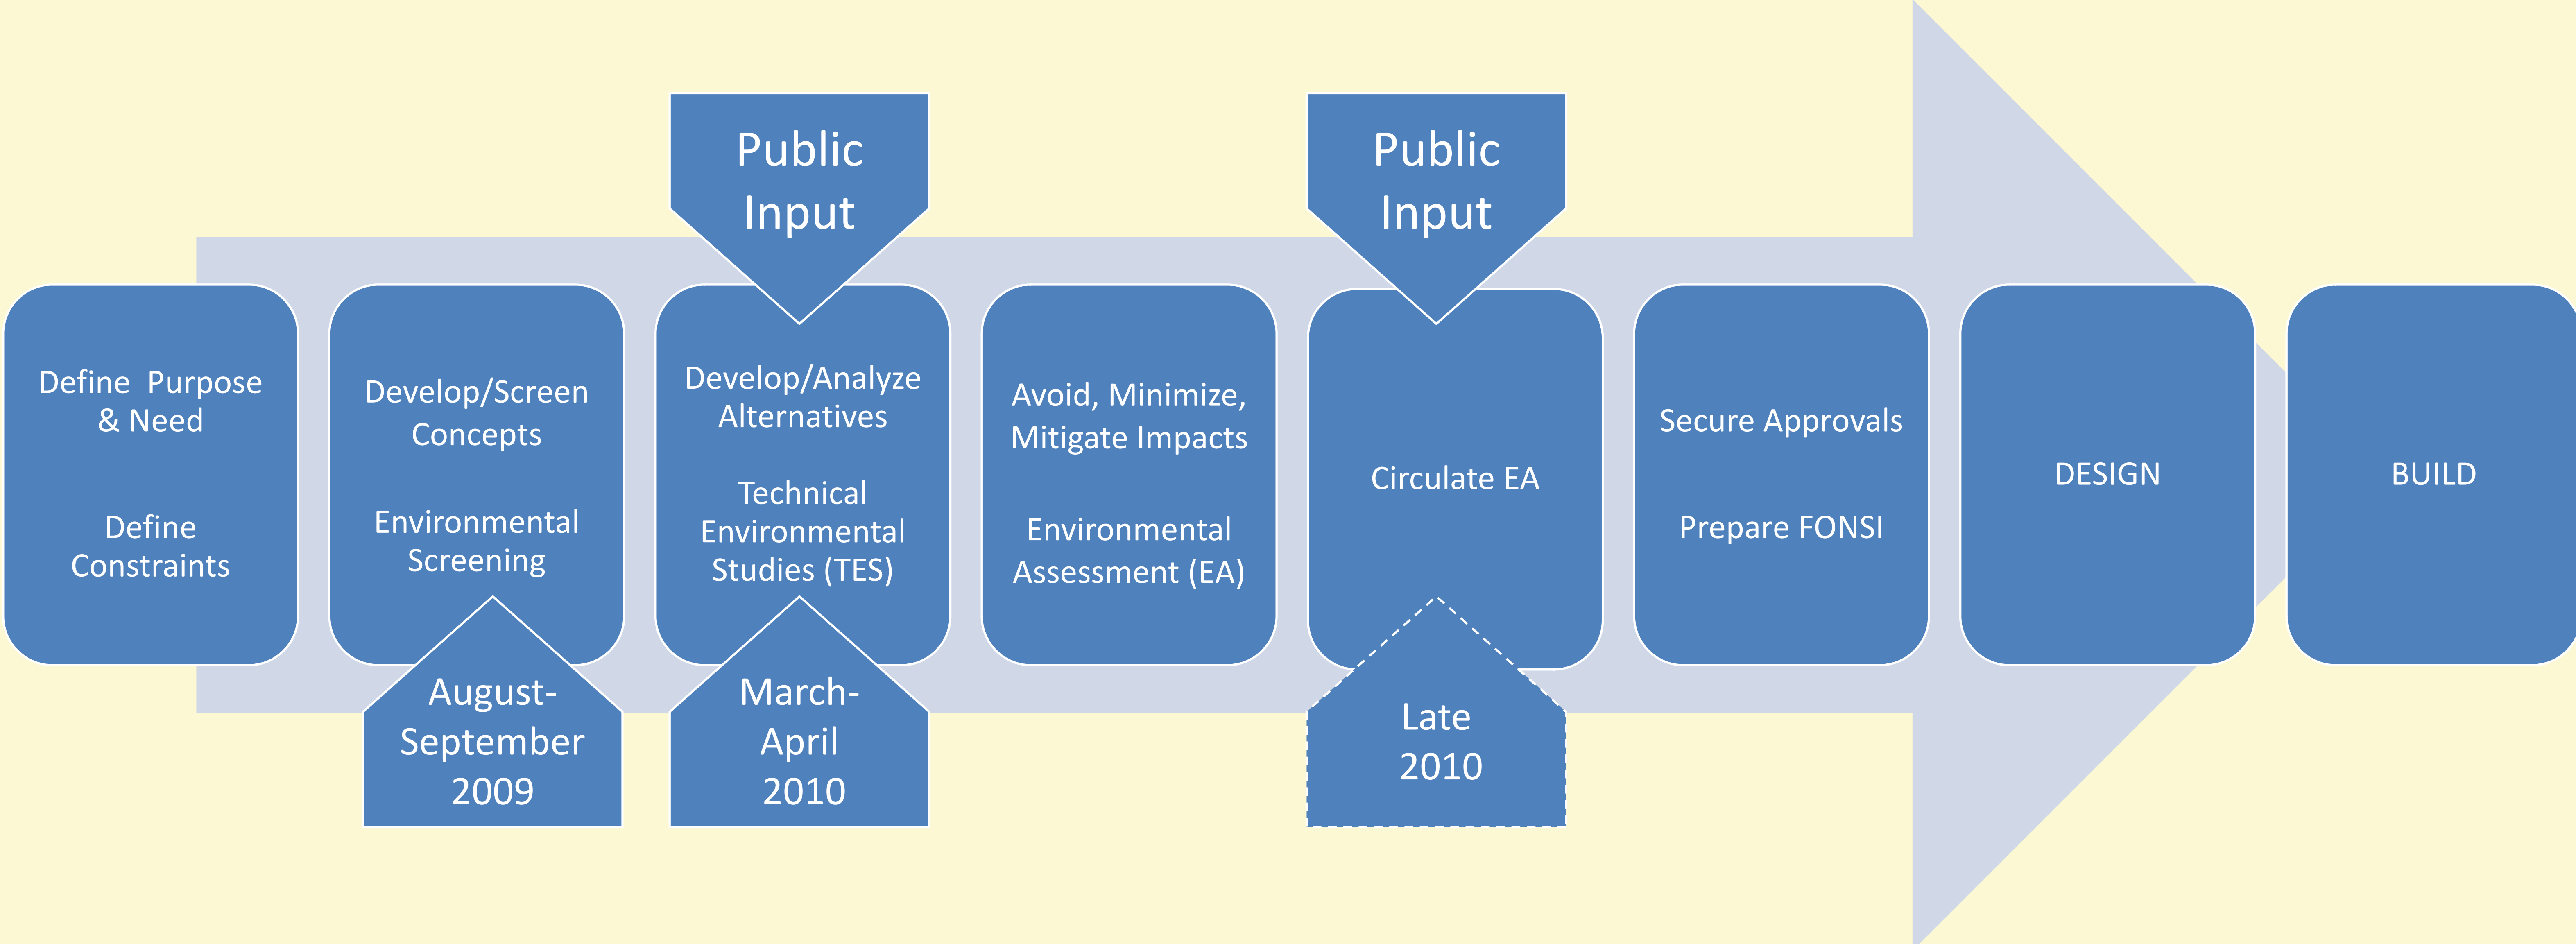 Public
Input
Public
Input
Define  Purpose
& Need
Define
Constraints
Develop/Screen
Concepts
Environmental
Screening
Develop/Analyze
Alternatives
Technical
Environmental
Studies (TES)
Avoid, Minimize,
Mitigate Impacts
Environmental
Assessment (EA)
Circulate EA
Secure Approvals
Prepare FONSI
DESIGN
BUILD
August-
September
2009
March-
April
2010
Late
2010